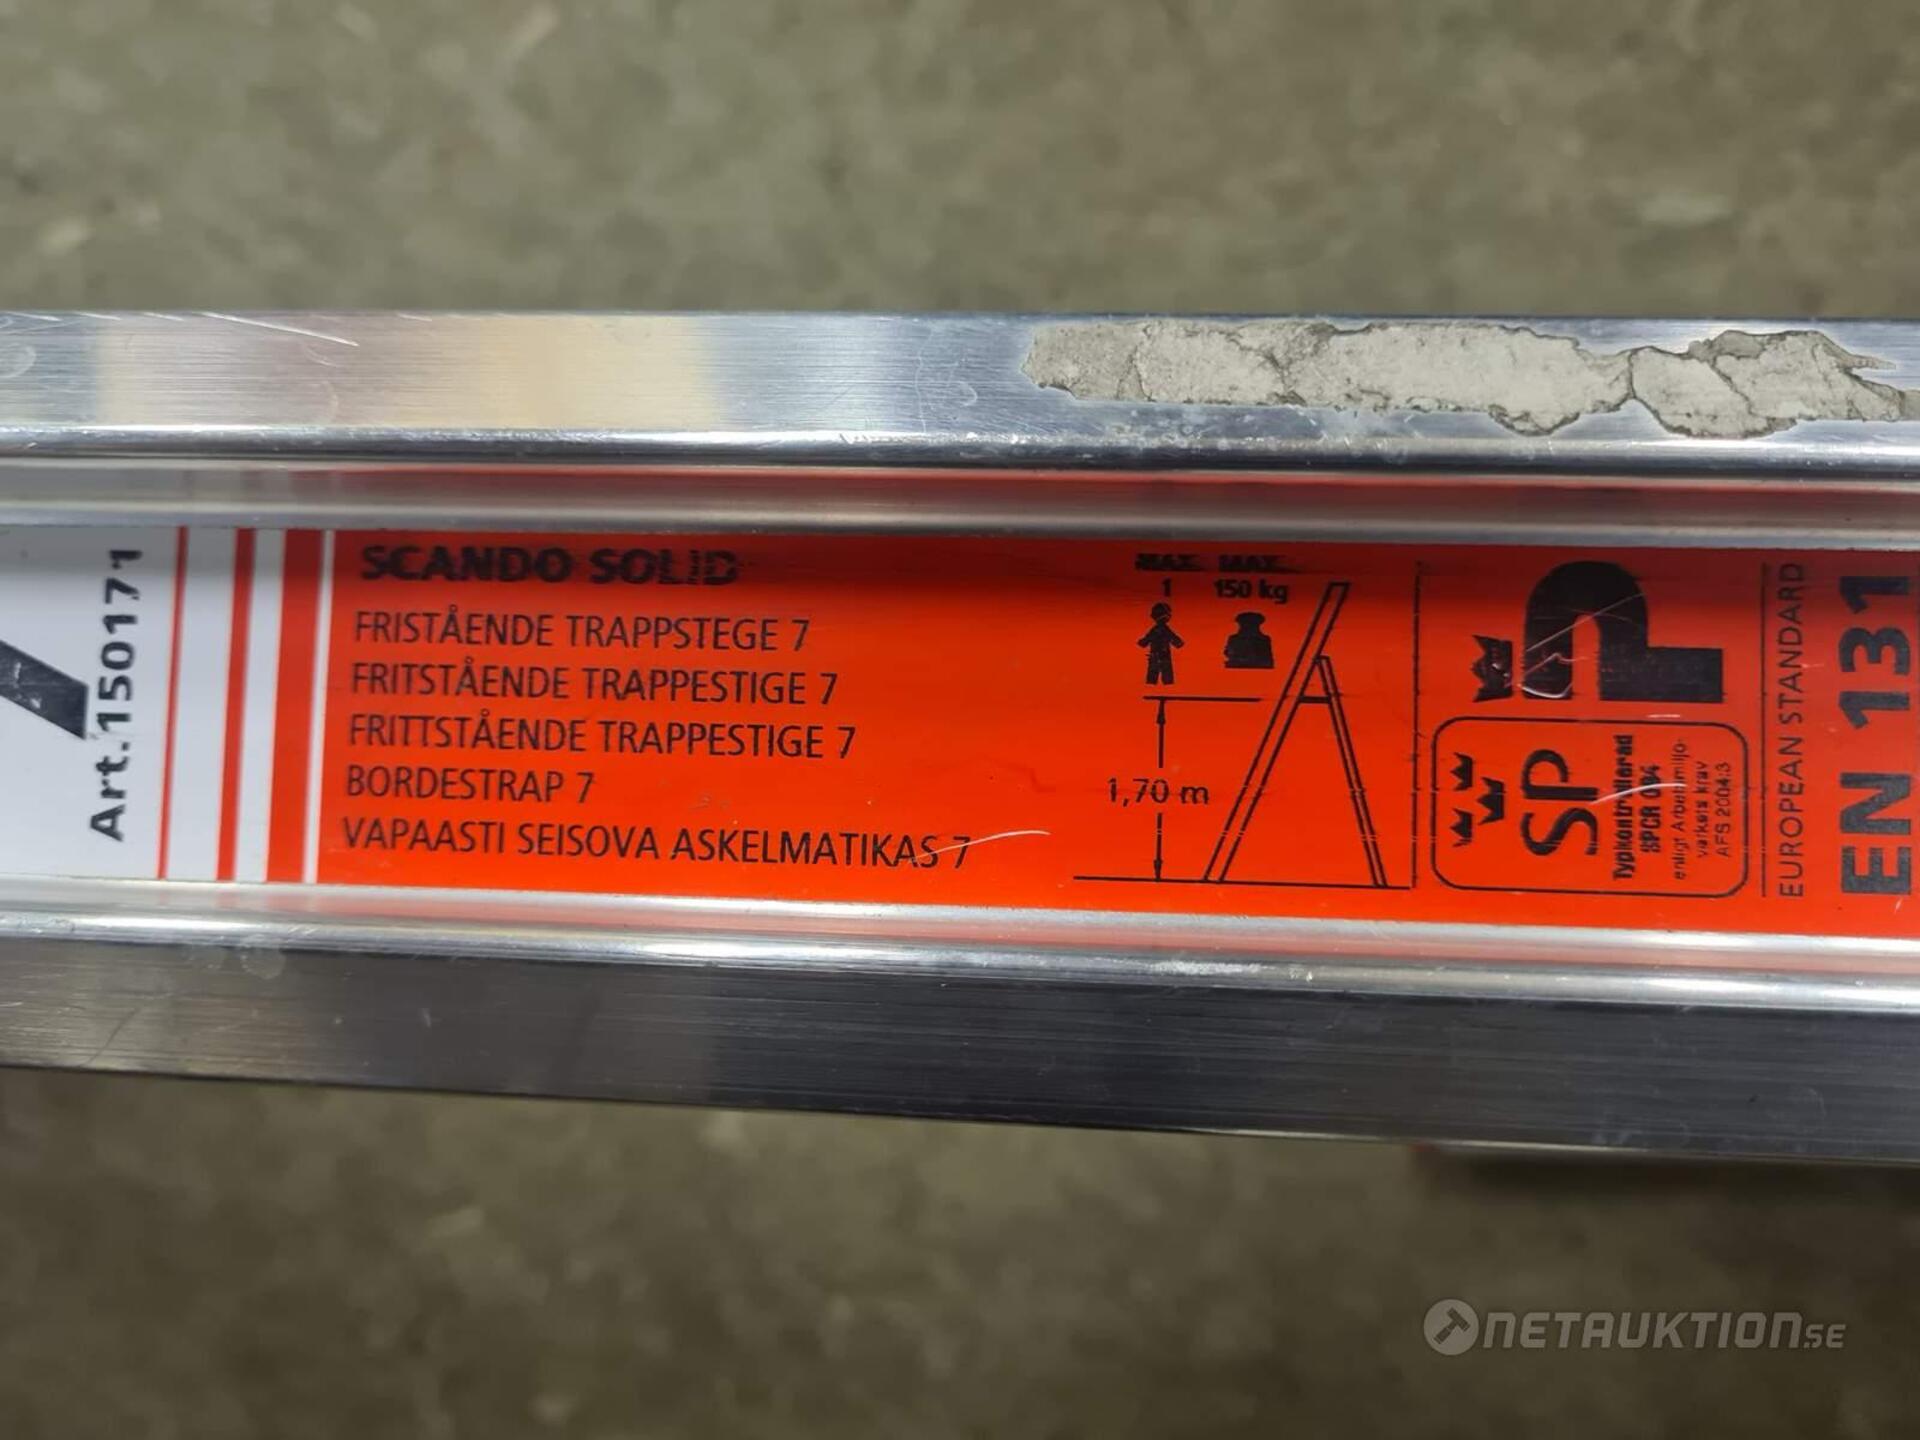 Art.150171
SCANDO SOLID
FRISTÅENDE TRAPPSTEGE 7
FRITSTÅENDE TRAPPESTIGE 7
FRITTSTÅENDE TRAPPESTIGE 7
BORDESTRAP 7
VAPAASTI SEISOVA ASKELMATIKAS 7
MAX. MAX.
1 150 kg
1,70 m
P
SP
Typkontrollerad
SPCR 064
enligt Arbetsmiljö-
verkets krav
AFS 2004:3
EUROPEAN STANDARD
EN 131
NETAUKTION.SE